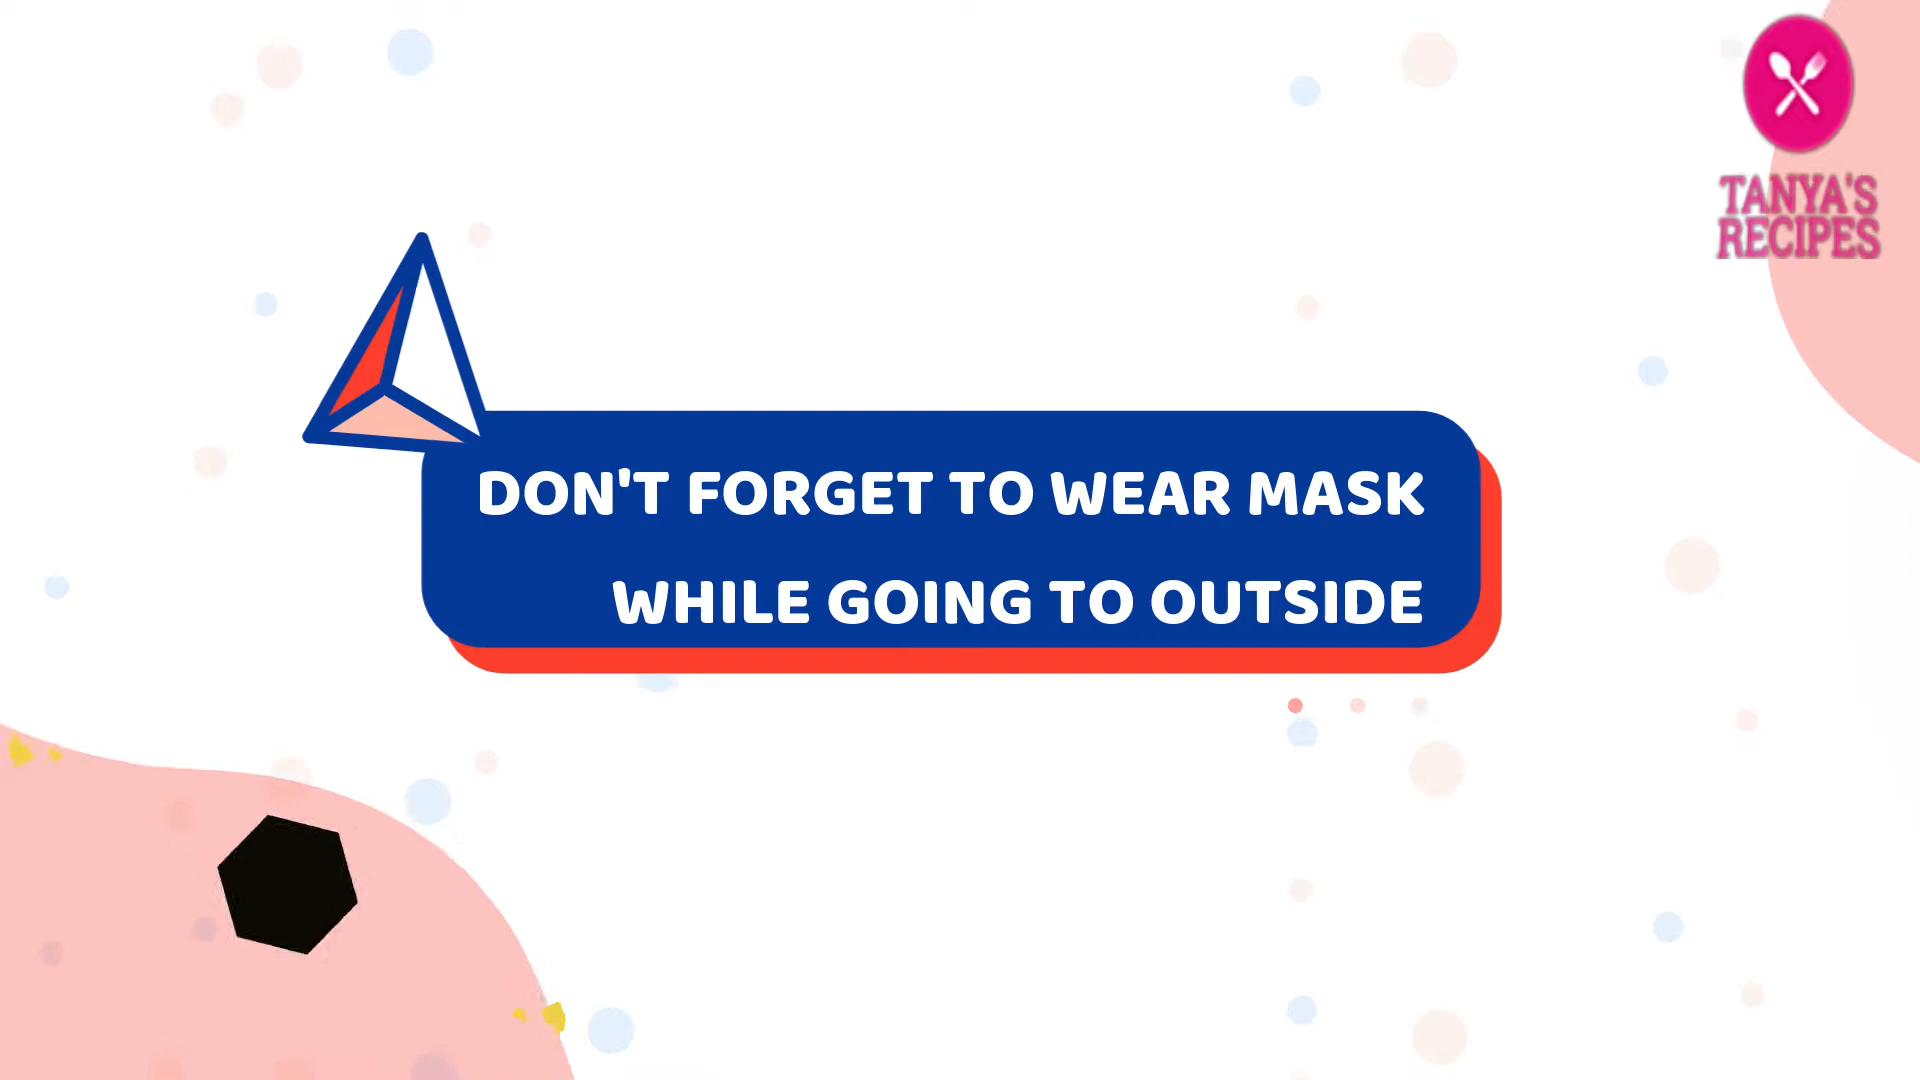 TANYA'S
RECIPES
DON'T FORGET TO WEAR MASK
WHILE GOING TO OUTSIDE